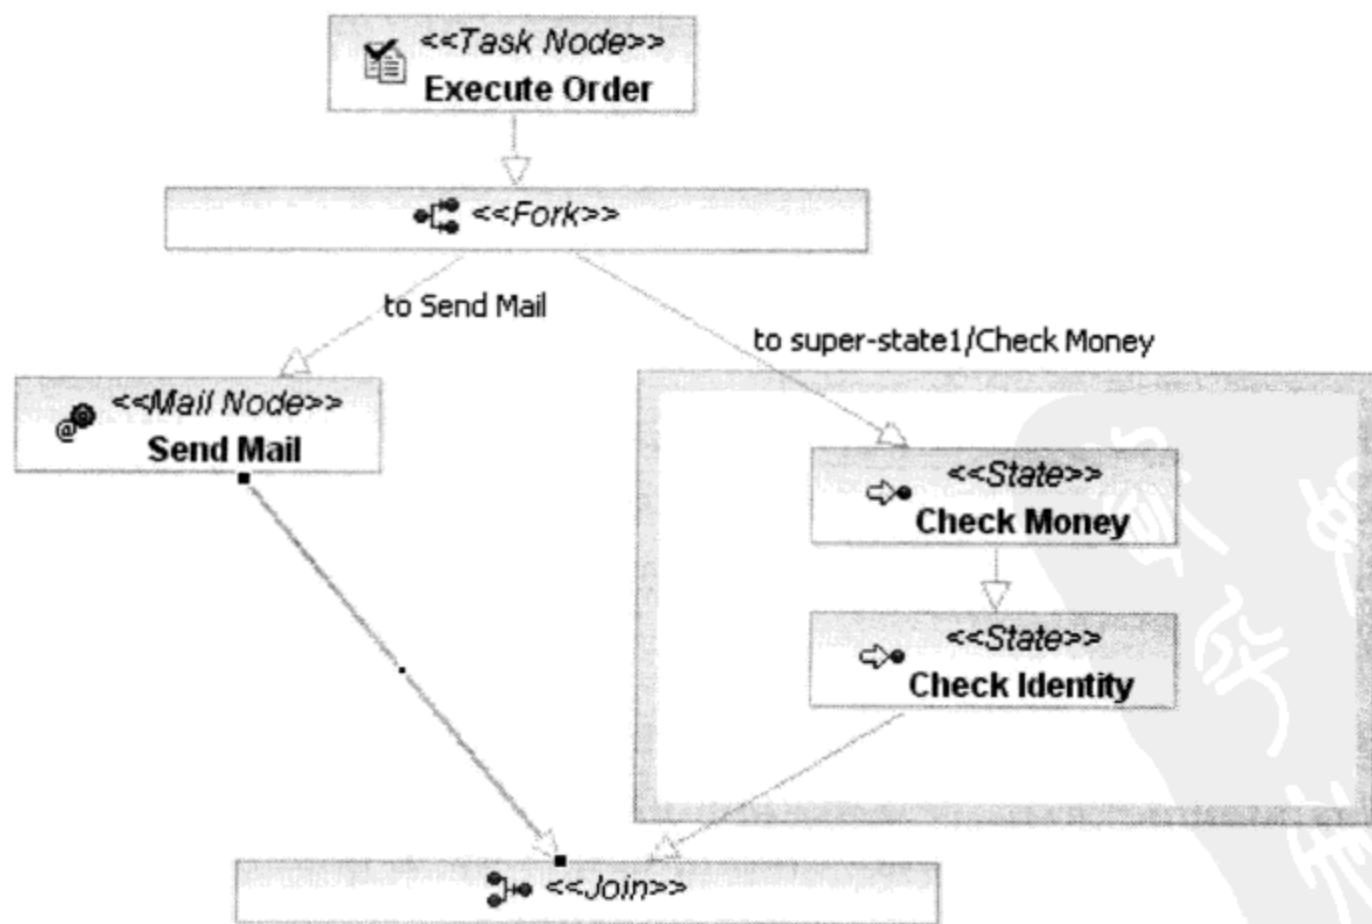 <<Task Node>>
Execute Order
<<Fork>>
to Send Mail
to super-state1/Check Money
<<Mail Node>>
Send Mail
<<State>>
Check Money
<<State>>
Check Identity
<<Join>>